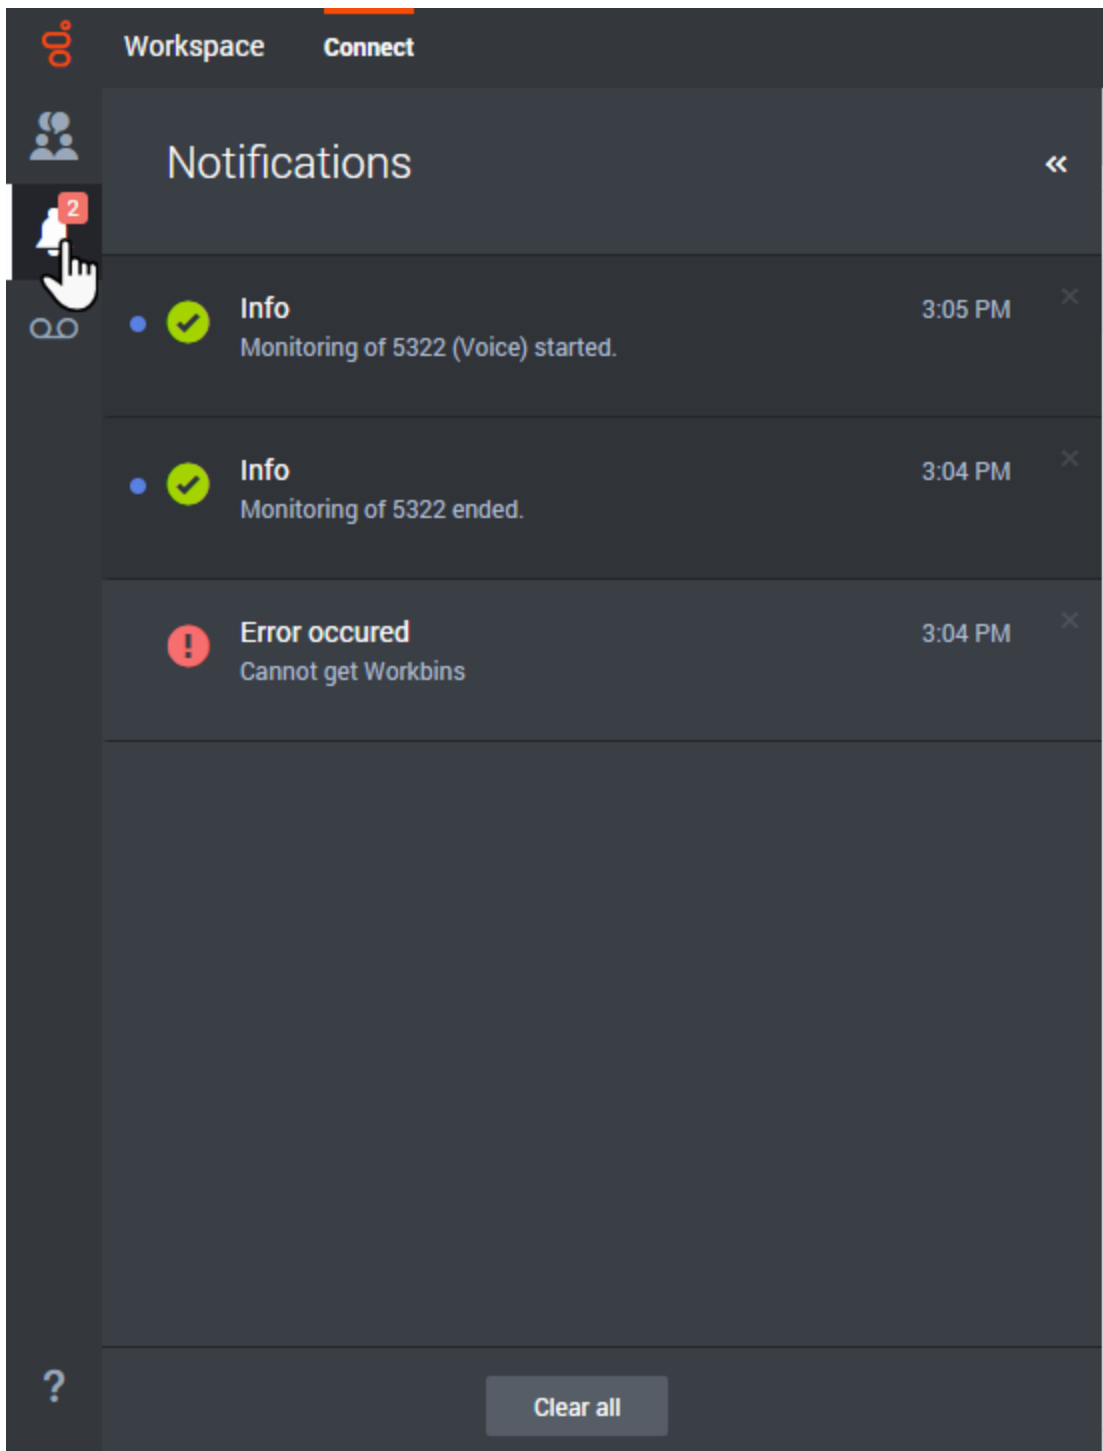 Workspace Connect
Notifications
2
Info 3:05 PM
Monitoring of 5322 (Voice) started.
Info 3:04 PM
Monitoring of 5322 ended.
Error occured 3:04 PM
Cannot get Workbins
?
Clear all